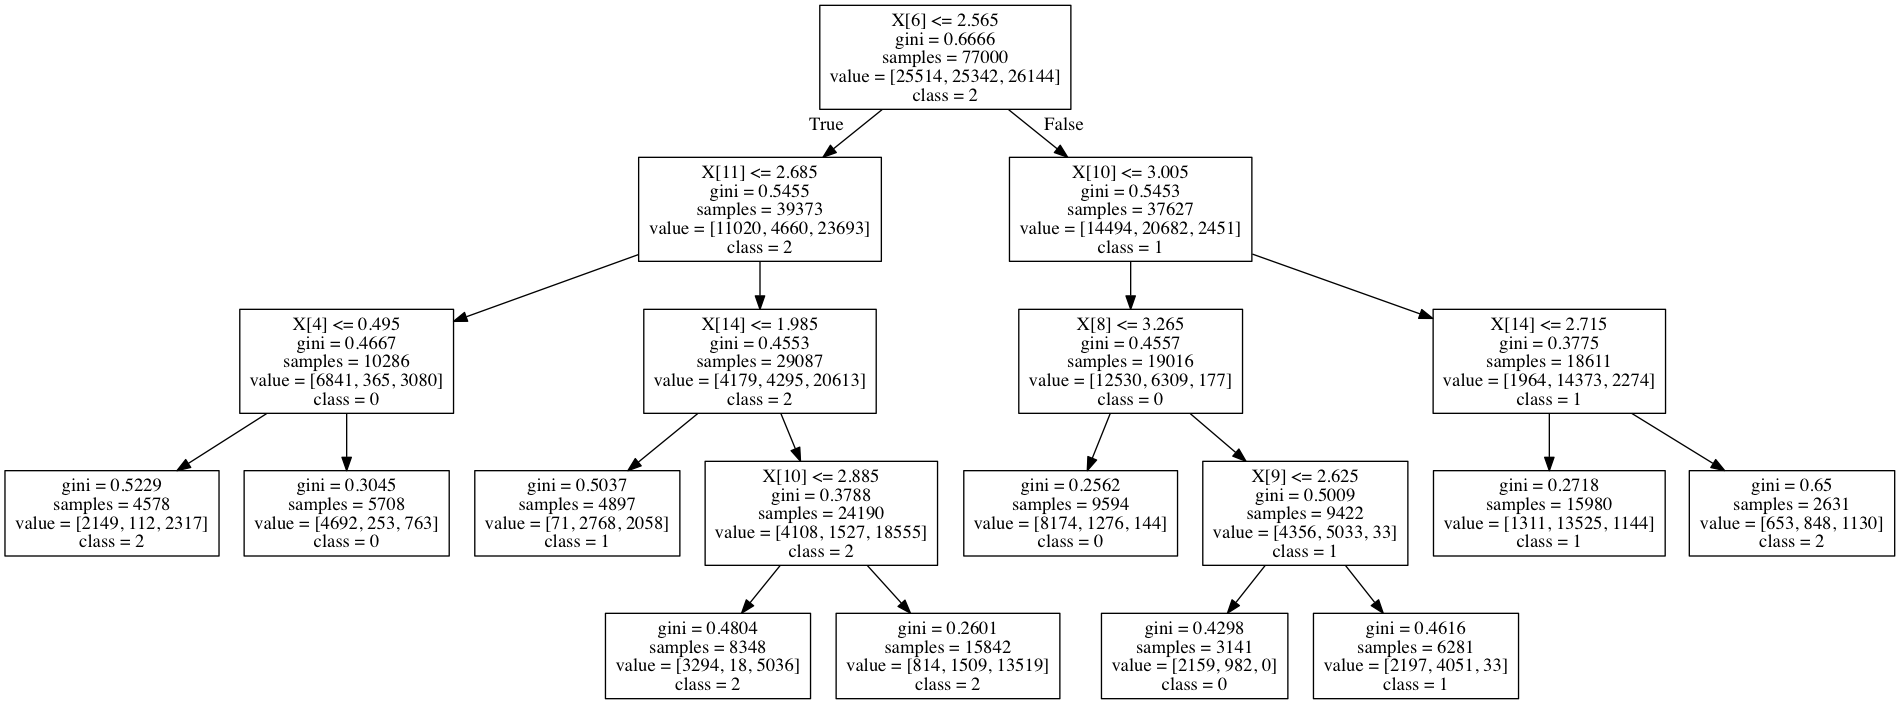 X[6] <= 2.565
gini = 0.6666
samples = 77000
value = [25514, 25342, 26144]
class = 2
True
False
X[11] <= 2.685
gini = 0.5455
samples = 39373
value = [11020, 4660, 23693]
class = 2
X[10] <= 3.005
gini = 0.5453
samples = 37627
value = [14494, 20682, 2451]
class = 1
X[4] <= 0.495
gini = 0.4667
samples = 10286
value = [6841, 365, 3080]
class = 0
X[14] <= 1.985
gini = 0.4553
samples = 29087
value = [4179, 4295, 20613]
class = 2
X[8] <= 3.265
gini = 0.4557
samples = 19016
value = [12530, 6309, 177]
class = 0
X[14] <= 2.715
gini = 0.3775
samples = 18611
value = [1964, 14373, 2274]
class = 1
gini = 0.5229
samples = 4578
value = [2149, 112, 2317]
class = 2
gini = 0.3045
samples = 5708
value = [4692, 253, 763]
class = 0
gini = 0.5037
samples = 4897
value = [71, 2768, 2058]
class = 1
X[10] <= 2.885
gini = 0.3788
samples = 24190
value = [4108, 1527, 18555]
class = 2
gini = 0.2562
samples = 9594
value = [8174, 1276, 144]
class = 0
X[9] <= 2.625
gini = 0.5009
samples = 9422
value = [4356, 5033, 33]
class = 1
gini = 0.2718
samples = 15980
value = [1311, 13525, 1144]
class = 1
gini = 0.65
samples = 2631
value = [653, 848, 1130]
class = 2
gini = 0.4804
samples = 8348
value = [3294, 18, 5036]
class = 2
gini = 0.2601
samples = 15842
value = [814, 1509, 13519]
class = 2
gini = 0.4298
samples = 3141
value = [2159, 982, 0]
class = 0
gini = 0.4616
samples = 6281
value = [2197, 4051, 33]
class = 1